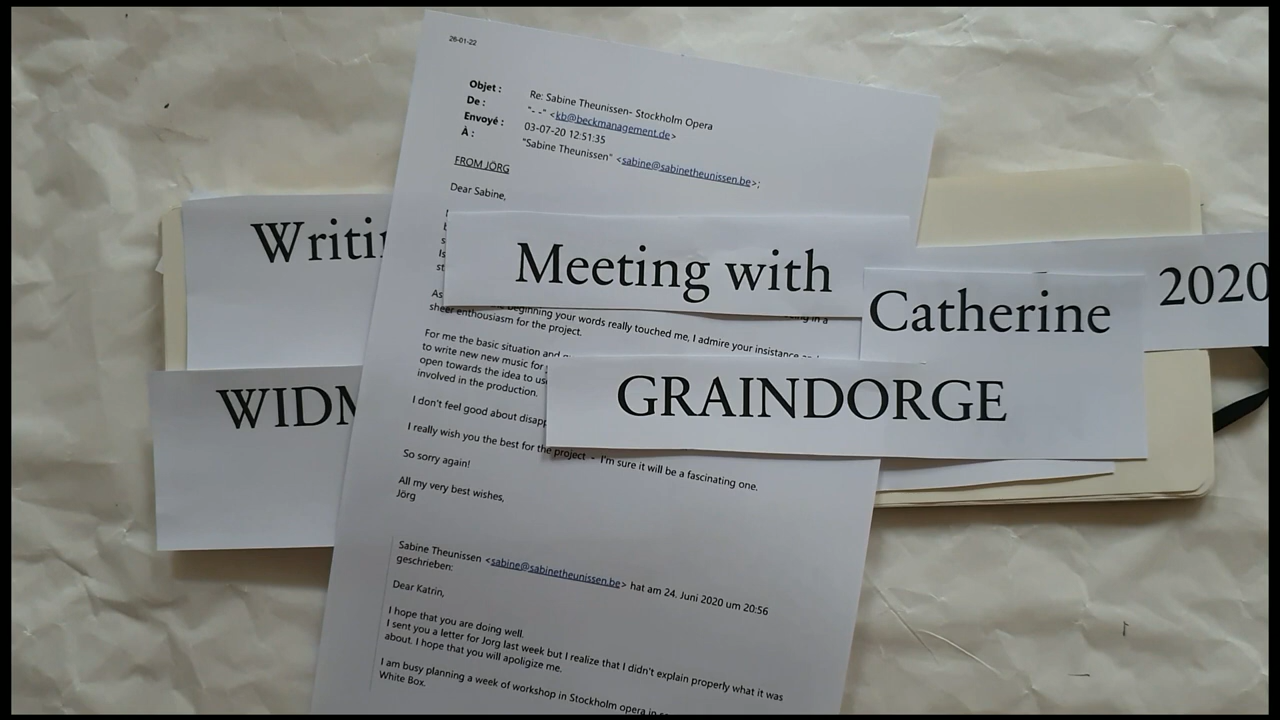 26-01-22
Objet : Re: Sabine Theunissen- Stockholm Opera
De : "- -" <kb@beckmanagement.de>
Envoyé : 03-07-20 12:51:35
À : "Sabine Theunissen" <sabine@sabinetheunissen.be>;
FROM JÖRG
Dear Sabine,
Writi
Meeting with
2020
Catherine
As
beginning your words really touched me, I admire your insistance
sheer enthusiasm for the project.
For me the basic situation and
to write new new music for
open towards the idea to use
involved in the production.
WIDM
GRAINDORGE
I don't feel good about
I really wish you the best for the project - I'm sure it will be a fascinating one.
So sorry again!
All my very best wishes,
Jörg
Sabine Theunissen <sabine@sabinetheunissen.be> hat am 24. Juni 2020 um 20:56
geschrieben:
Dear Katrin,
I hope that you are doing well.
I sent you a letter for Jorg last week but I realize that I didn't explain properly what it was
about. I hope that you will apoligize me.
I am busy planning a week of workshop in Stockholm opera in
White Box.